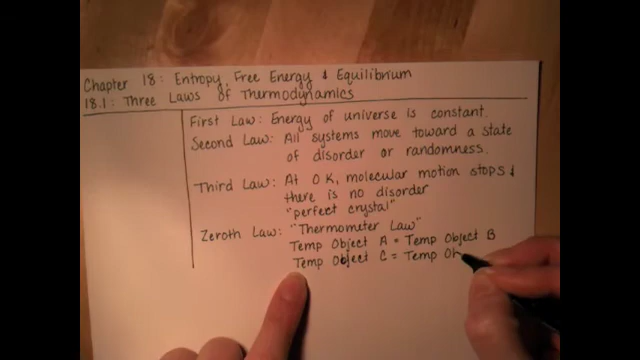 Chapter 18: Entropy, Free Energy & Equilibrium
18.1: Three Laws of Thermodynamics
First Law: Energy of universe is constant.
Second Law: All systems move toward a state
of disorder or randomness.
Third Law: At 0 K, molecular motion stops &
there is no disorder
"perfect crystal"
Zeroth Law: "Thermometer Law"
Temp Object A = Temp Object B
Temp Object C = Temp Ob